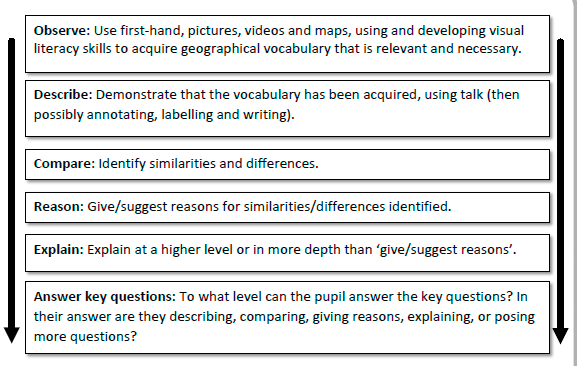 Observe: Use first-hand, pictures, videos and maps, using and developing visual
literacy skills to acquire geographical vocabulary that is relevant and necessary.
Describe: Demonstrate that the vocabulary has been acquired, using talk (then
possibly annotating, labelling and writing).
Compare: Identify similarities and differences.
Reason: Give/suggest reasons for similarities/differences identified.
Explain: Explain at a higher level or in more depth than ‘give/suggest reasons’.
Answer key questions: To what level can the pupil answer the key questions? In
their answer are they describing, comparing, giving reasons, explaining, or posing
more questions?